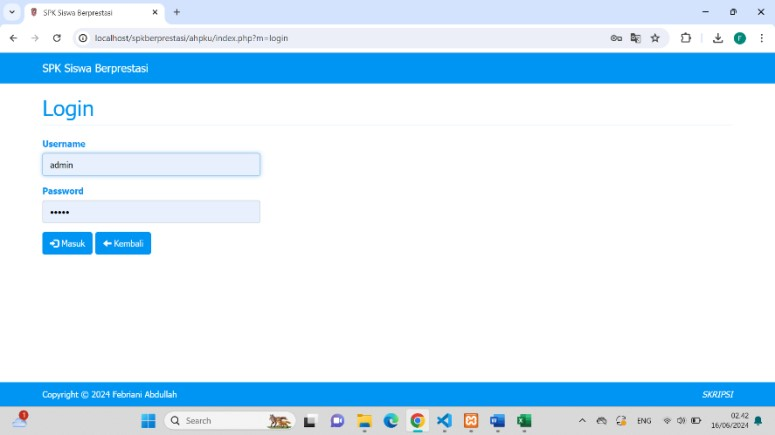 SPK Siswa Berprestasi
localhost/spkberprestasi/ahpku/index.php?m=login
F
SPK Siswa Berprestasi
Login
Username
admin
Password
•••••
Masuk Kembali
Copyright © 2024 Febriani Abdullah SKRIPSI
1 Search ENG 02.42
16/06/2024